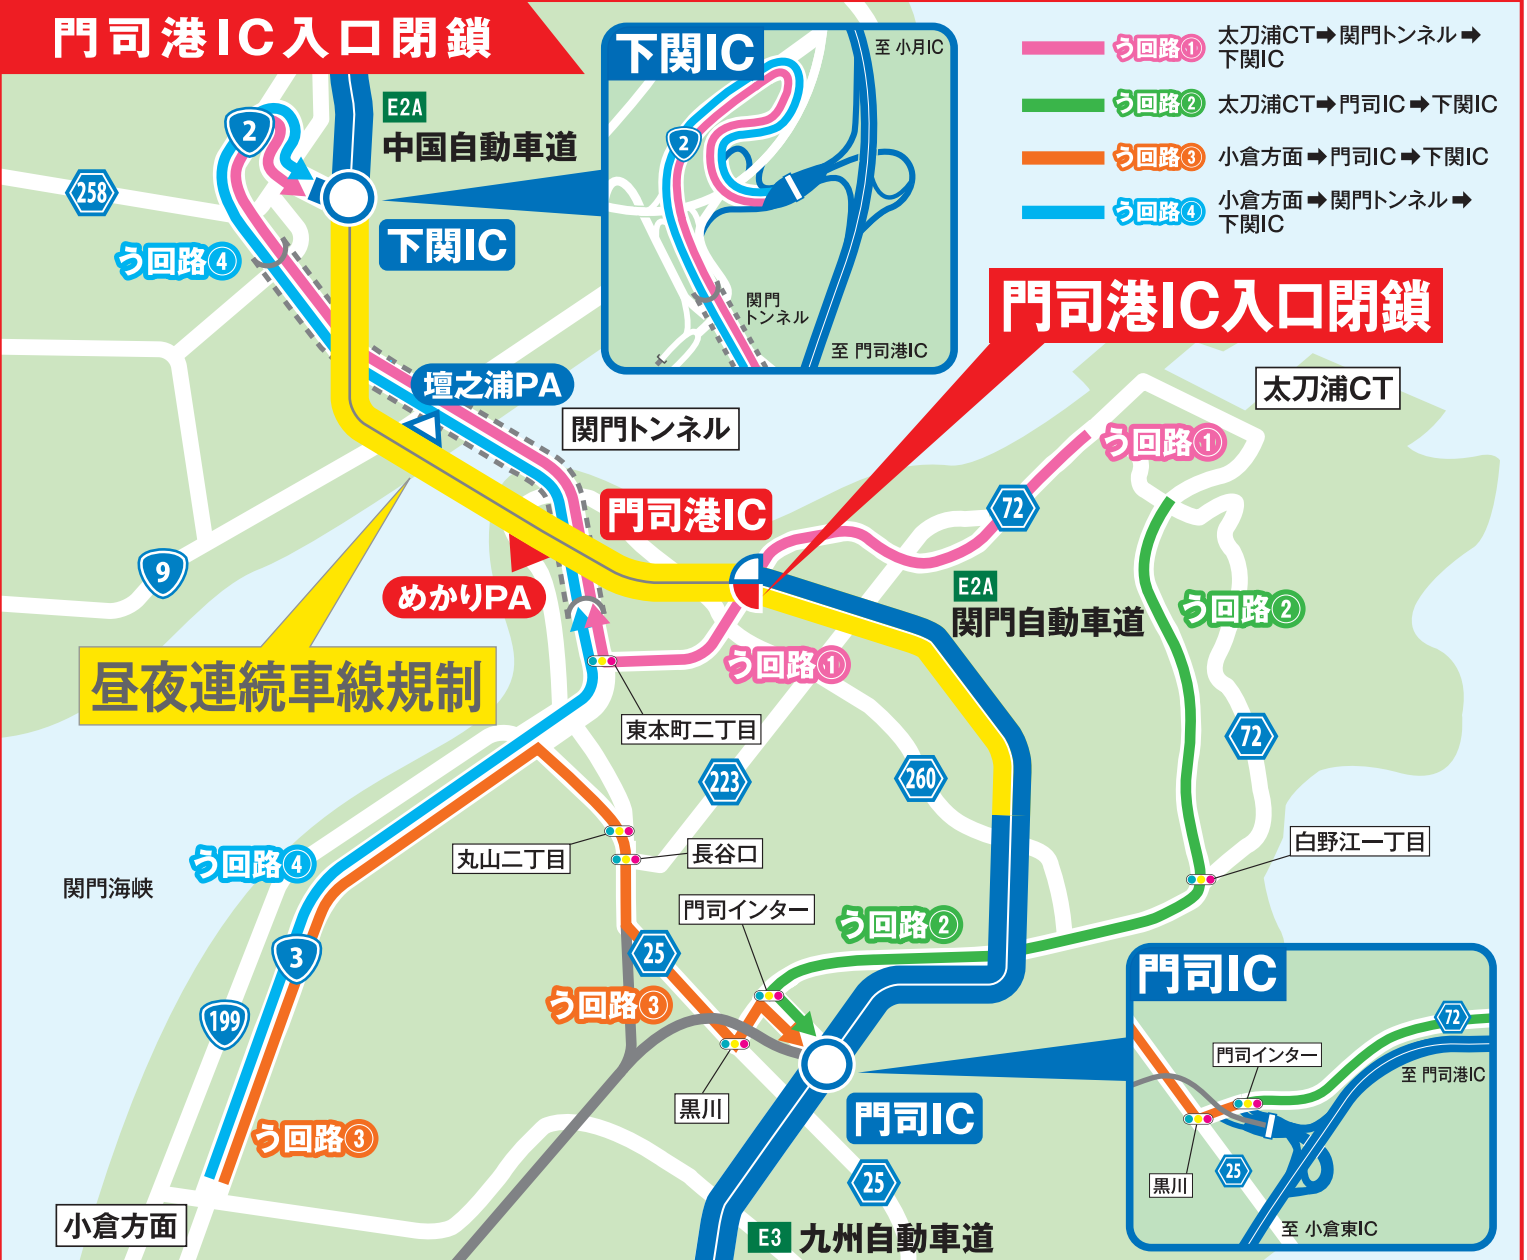 門司港IC入口閉鎖
下関IC
至 小月IC
2
関門
トンネル
至 門司港IC
う回路① 太刀浦CT➡関門トンネル➡
下関IC
う回路② 太刀浦CT➡門司IC➡下関IC
う回路③ 小倉方面➡門司IC➡下関IC
う回路④ 小倉方面➡関門トンネル➡
下関IC
2
E2A
中国自動車道
258
下関IC
う回路④
門司港IC入口閉鎖
壇之浦PA
太刀浦CT
関門トンネル
う回路①
門司港IC
72
9
めかりPA
E2A
関門自動車道
う回路②
昼夜連続車線規制
う回路①
東本町二丁目
72
223
260
丸山二丁目
長谷口
白野江一丁目
う回路④
関門海峡
門司インター
う回路②
3
25
199
う回路③
黒川
門司IC
う回路③
25
小倉方面
E3
九州自動車道
門司IC
72
門司インター
至 門司港IC
黒川
25
至 小倉東IC